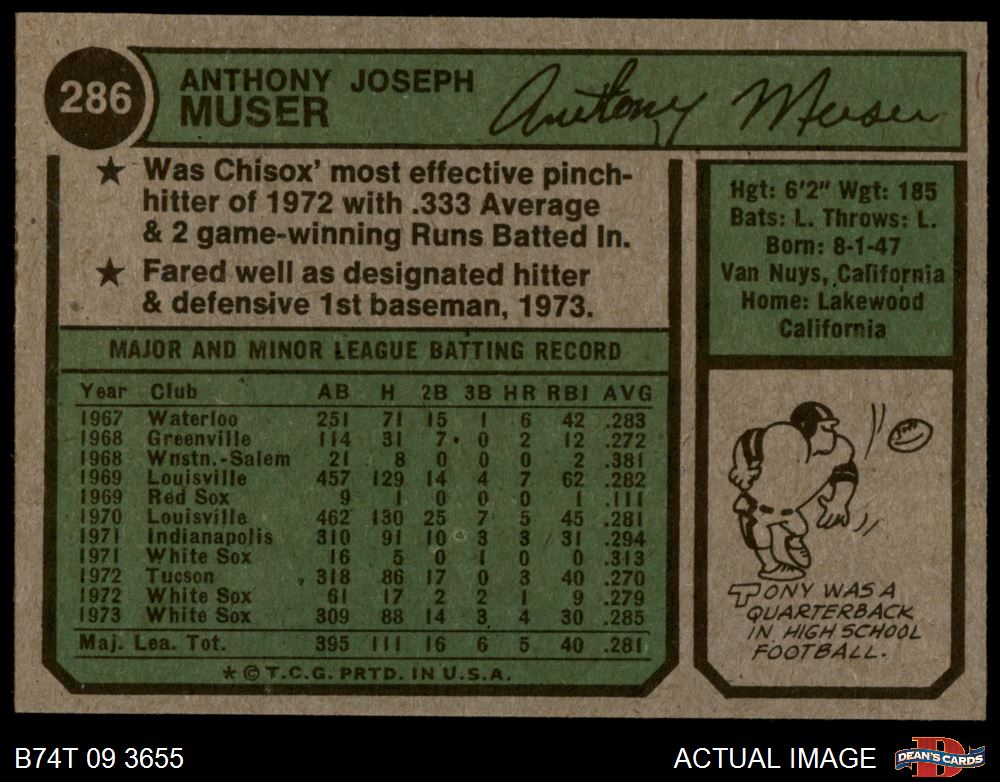 286
ANTHONY JOSEPH
MUSER
Anthony Muser
★ Was Chisox' most effective pinch-
hitter of 1972 with .333 Average
& 2 game-winning Runs Batted In.
★ Fared well as designated hitter
& defensive 1st baseman, 1973.
Hgt: 6'2" Wgt: 185
Bats: L. Throws: L.
Born: 8-1-47
Van Nuys, California
Home: Lakewood
California
MAJOR AND MINOR LEAGUE BATTING RECORD
Year Club AB H 2B 3B HR RBI AVG
1967 Waterloo 251 71 15 1 6 42 .283
1968 Greenville 114 31 7 0 2 12 .272
1968 Wnstn.-Salem 21 8 0 0 0 2 .381
1969 Louisville 457 129 14 4 7 62 .282
1969 Red Sox 9 1 0 0 0 1 .111
1970 Louisville 462 130 25 7 5 45 .281
1971 Indianapolis 310 91 10 3 3 31 .294
1971 White Sox 16 5 0 1 0 0 .313
1972 Tucson 318 86 17 0 3 40 .270
1972 White Sox 61 17 2 2 1 9 .279
1973 White Sox 309 88 14 3 4 30 .285
Maj. Lea. Tot. 395 111 16 6 5 40 .281
* © T.C.G. PRTD. IN U.S.A.
TONY WAS A
QUARTERBACK
IN HIGH SCHOOL
FOOTBALL.
B74T 09 3655
ACTUAL IMAGE
D
DEAN'S CARDS